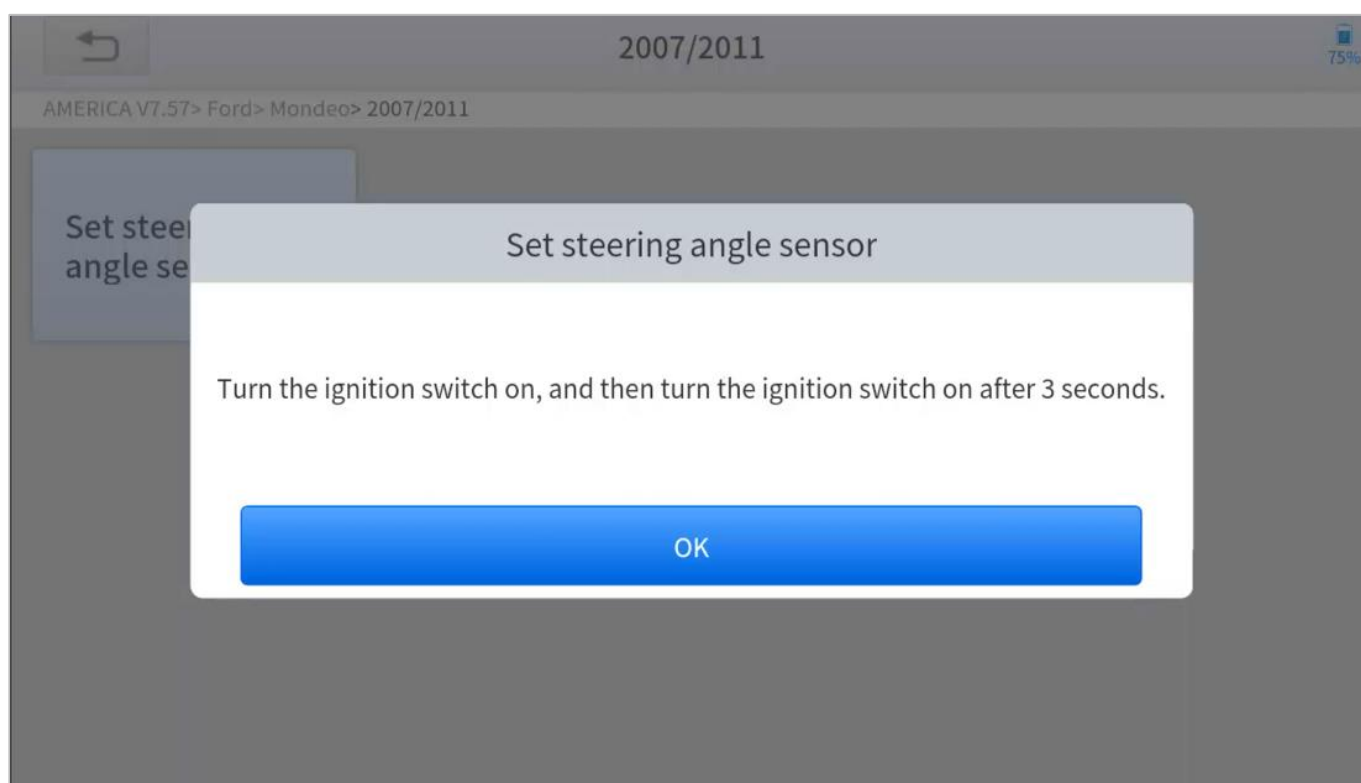 2007/2011
75%
AMERICA V7.57> Ford> Mondeo> 2007/2011
Set steer
angle se
Set steering angle sensor
Turn the ignition switch on, and then turn the ignition switch on after 3 seconds.
OK